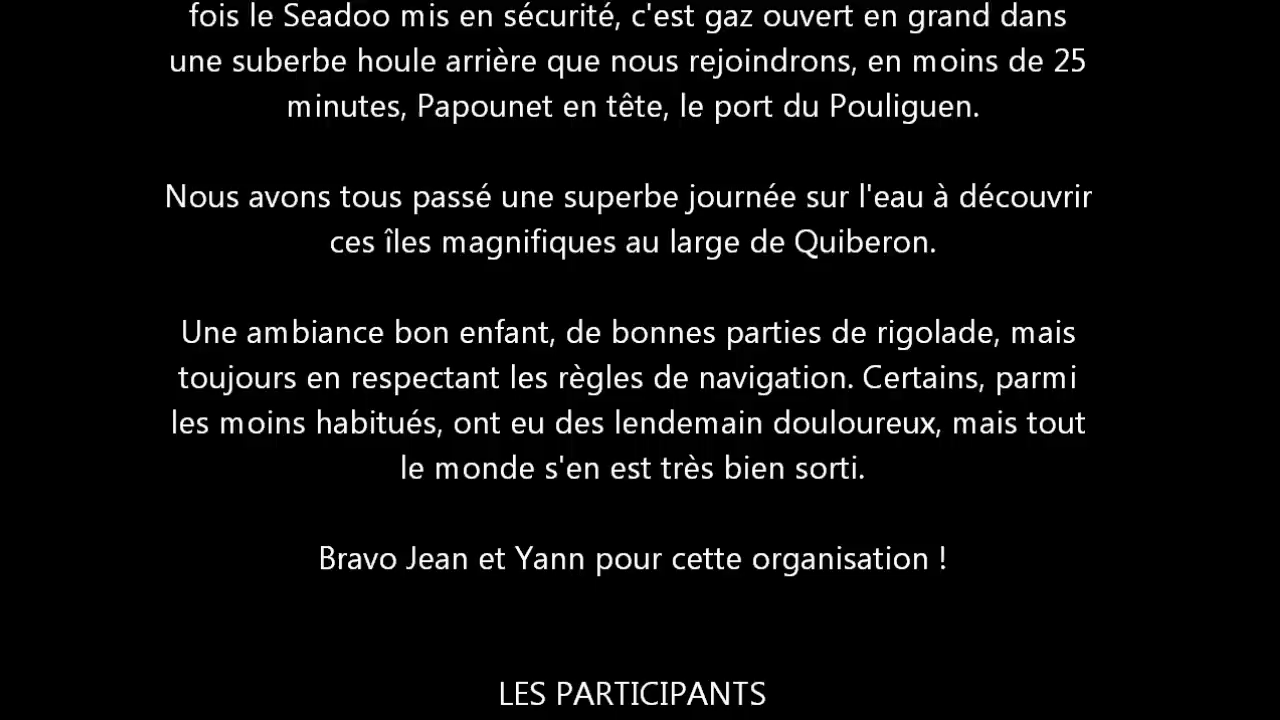 fois le Seadoo mis en sécurité, c'est gaz ouvert en grand dans
une suberbe houle arrière que nous rejoindrons, en moins de 25
minutes, Papounet en tête, le port du Pouliguen.
Nous avons tous passé une superbe journée sur l'eau à découvrir
ces îles magnifiques au large de Quiberon.
Une ambiance bon enfant, de bonnes parties de rigolade, mais
toujours en respectant les règles de navigation. Certains, parmi
les moins habitués, ont eu des lendemain douloureux, mais tout
le monde s'en est très bien sorti.
Bravo Jean et Yann pour cette organisation !
LES PARTICIPANTS